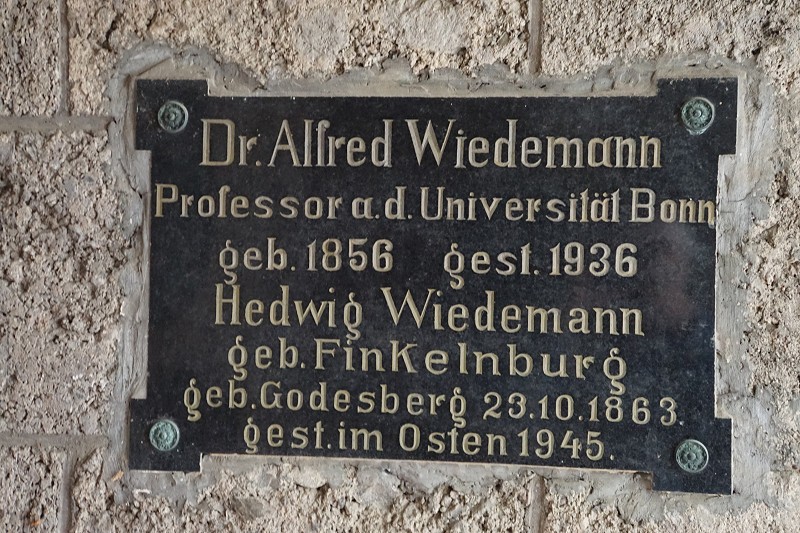 Dr. Alfred Wiedemann
Professor a.d. Universität Bonn
geb. 1856 gest. 1936
Hedwig Wiedemann
geb. Finkelnburg
geb. Godesberg 23.10.1863.
gest. im Osten 1945.